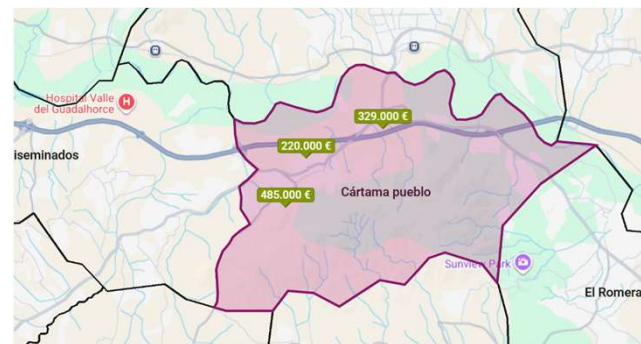 Hospital Valle
del Guadalhorce
H
329.000 €
220.000 €
iseminados
485.000 €
Cártama pueblo
Sunview Park
El Romera